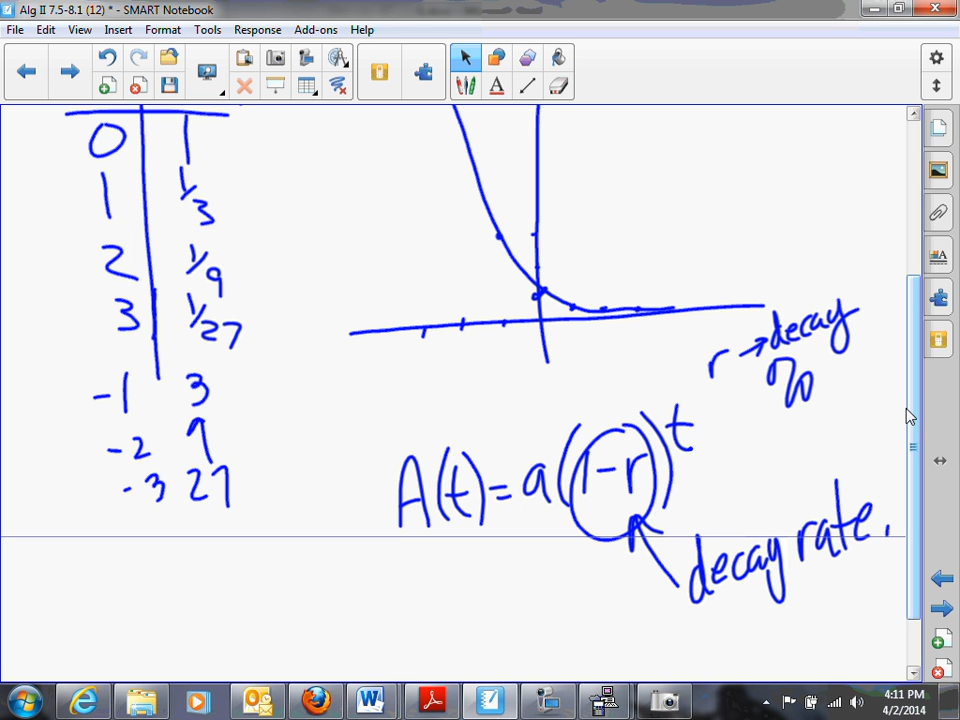 Alg II 7.5-8.1 (12) * - SMART Notebook
File Edit View Insert Format Tools Response Add-ons Help
0 1
1 1/3
2 1/9
3 1/27
-1 3
-2 9
-3 27
r → decay
%
A(t) = a(1-r)^t
decay rate.
4:11 PM
4/2/2014